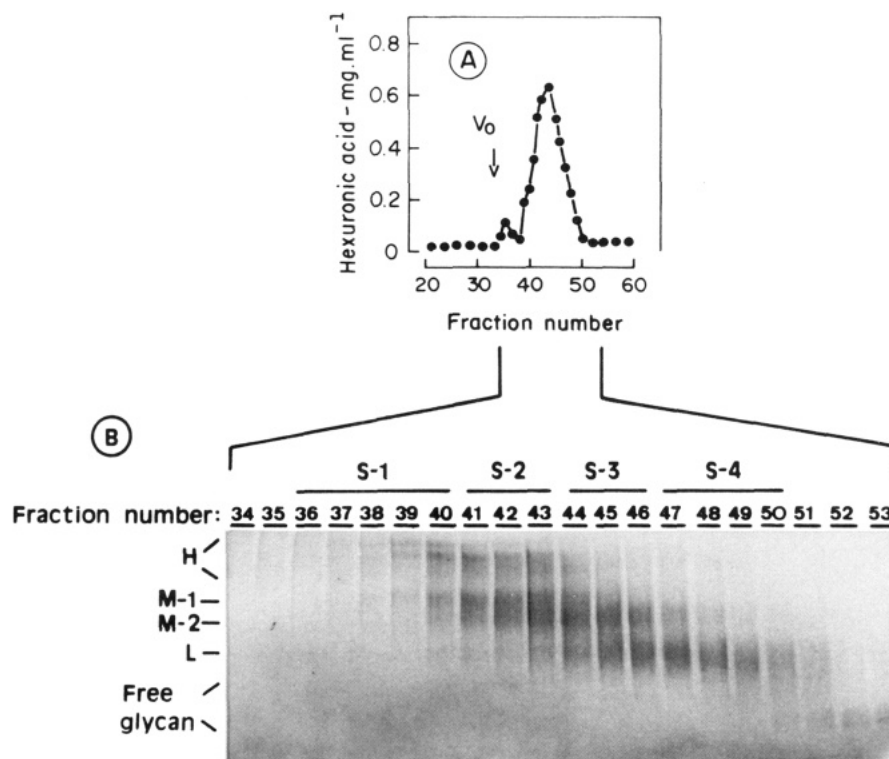 A
Hexuronic acid - mg.ml-1
0.8
0.6
0.4
0.2
0
Vo
20 30 40 50 60
Fraction number
B
S-1 S-2 S-3 S-4
Fraction number: 34 35 36 37 38 39 40 41 42 43 44 45 46 47 48 49 50 51 52 53
H
M-1
M-2
L
Free
glycan